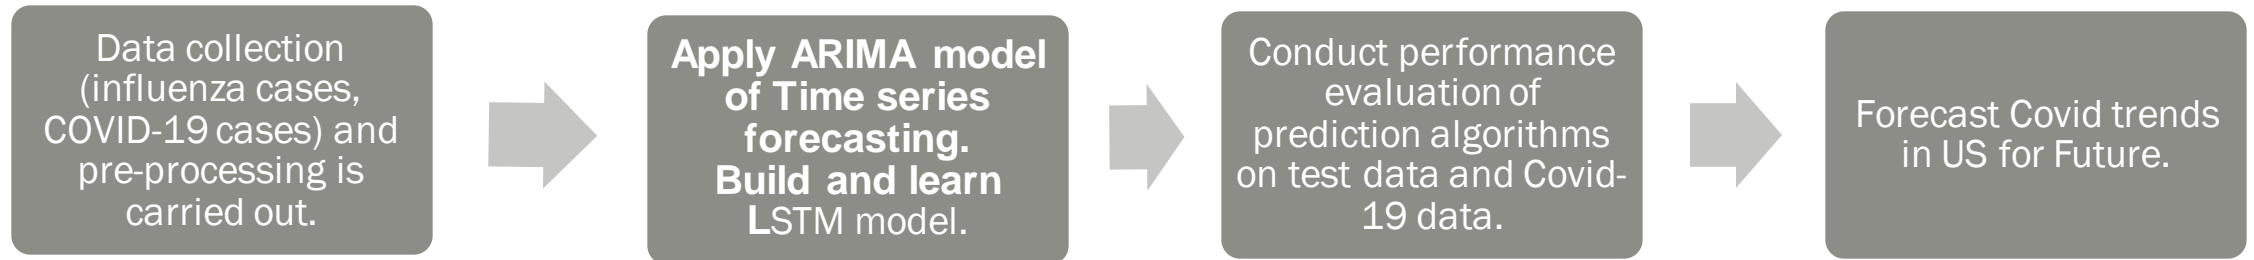 Data collection
(influenza cases,
COVID-19 cases) and
pre-processing is
carried out.
Apply ARIMA model
of Time series
forecasting.
Build and learn
LSTM model.
Conduct performance
evaluation of
prediction algorithms
on test data and Covid-
19 data.
Forecast Covid trends
in US for Future.